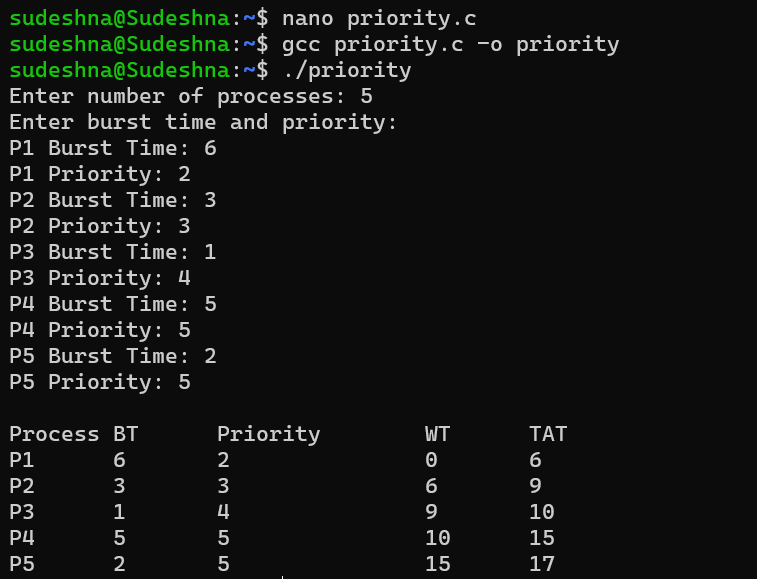 sudeshna@Sudeshna:~$ nano priority.c
sudeshna@Sudeshna:~$ gcc priority.c -o priority
sudeshna@Sudeshna:~$ ./priority
Enter number of processes: 5
Enter burst time and priority:
P1 Burst Time: 6
P1 Priority: 2
P2 Burst Time: 3
P2 Priority: 3
P3 Burst Time: 1
P3 Priority: 4
P4 Burst Time: 5
P4 Priority: 5
P5 Burst Time: 2
P5 Priority: 5

Process BT      Priority        WT      TAT
P1      6       2               0       6
P2      3       3               6       9
P3      1       4               9       10
P4      5       5               10      15
P5      2       5               15      17